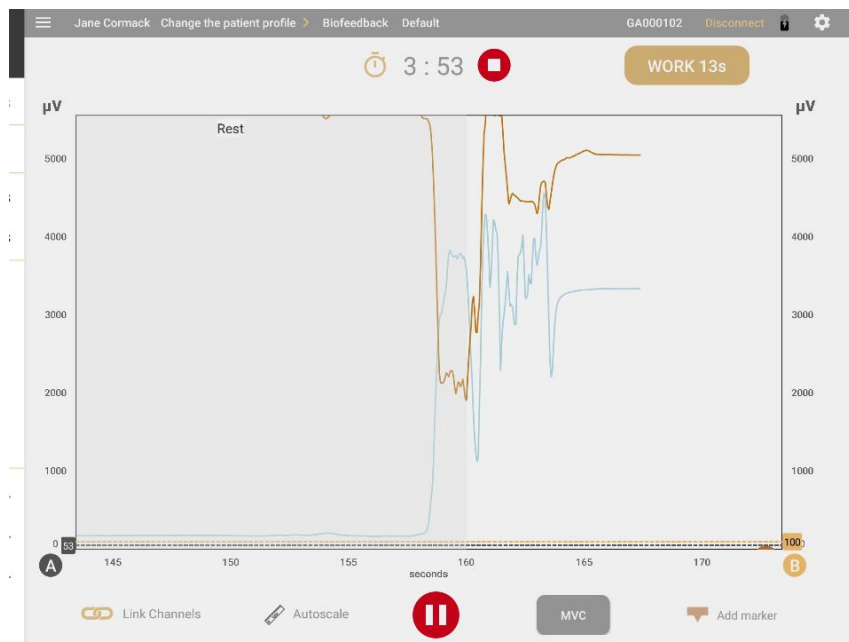 Jane Cormack Change the patient profile > Biofeedback Default GA000102 Disconnect
3 : 53 WORK 13s
µV µV
Rest
5000 5000
4000 4000
3000 3000
2000 2000
1000 1000
0 53 100
A 145 150 155 160 165 170 B
seconds
Link Channels Autoscale MVC Add marker